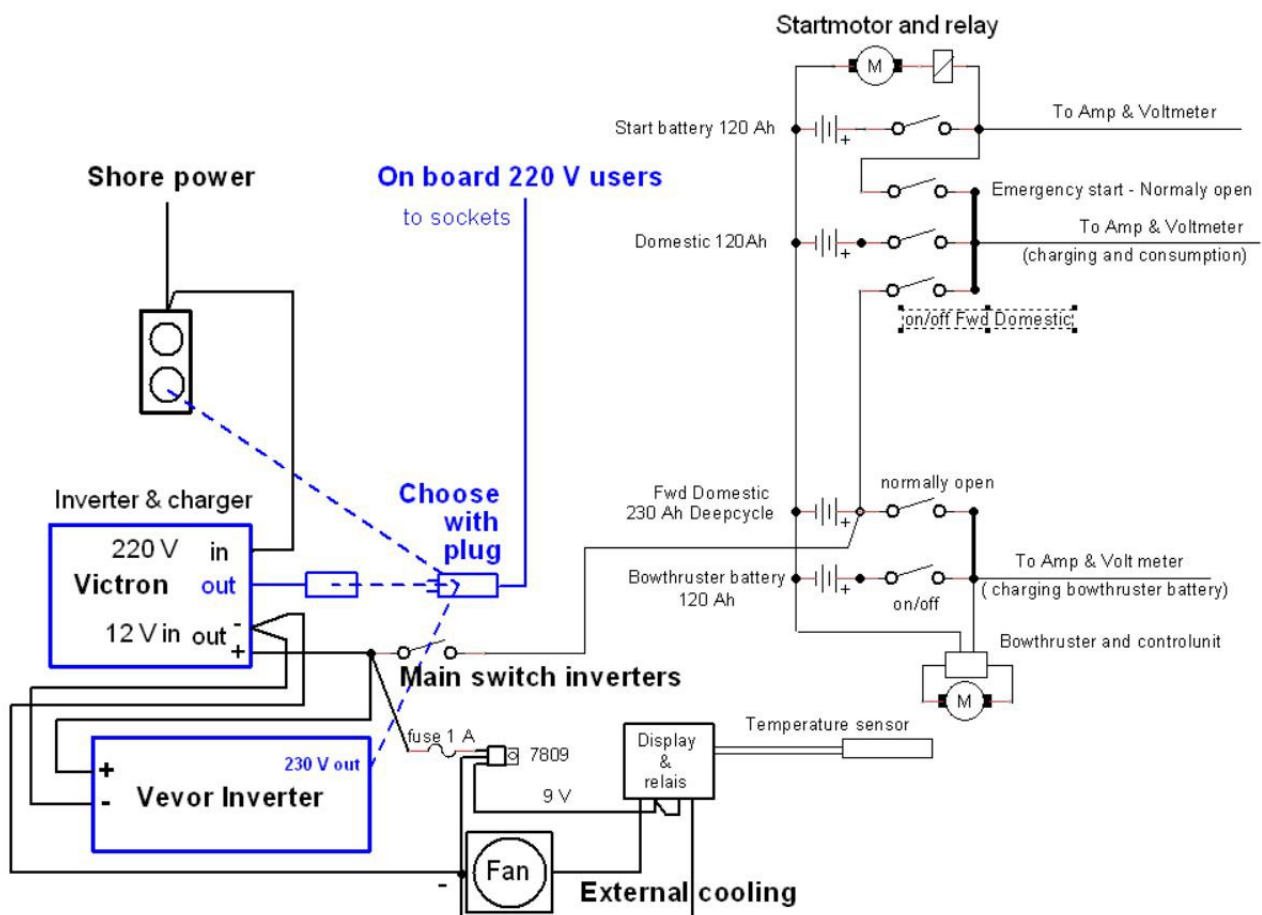 Startmotor and relay
M
Start battery 120 Ah
+
To Amp & Voltmeter
Shore power
On board 220 V users
to sockets
Emergency start - Normaly open
Domestic 120Ah
+
To Amp & Voltmeter
(charging and consumption)
on/off Fwd Domestic
Inverter & charger
220 V in
Victron out
12 V in out -
+
Choose
with
plug
Fwd Domestic
230 Ah Deepcycle
+
normally open
Bowthruster battery
120 Ah
+
on/off
To Amp & Volt meter
( charging bowthruster battery)
Main switch inverters
Bowthruster and controlunit
M
fuse 1 A
7809
9 V
Display
&
relais
Temperature sensor
+
-
230 V out
Vevor Inverter
Fan
-
External cooling